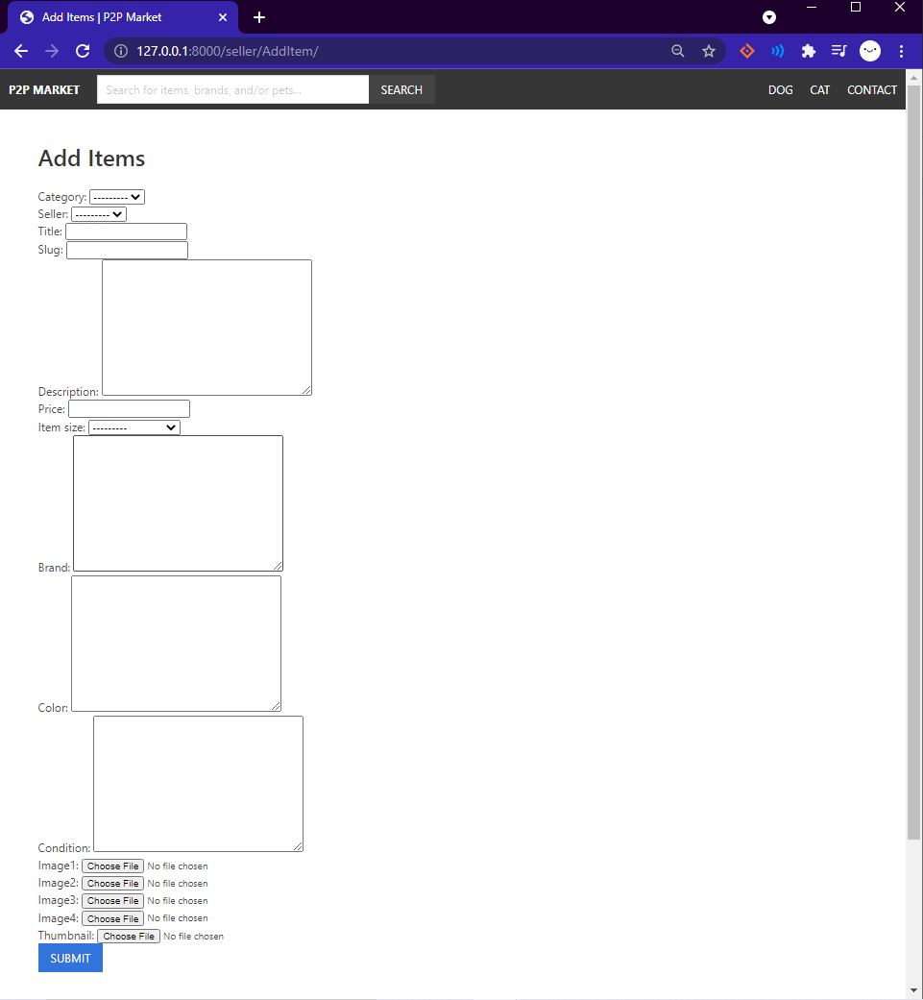 Add Items | P2P Market
127.0.0.1:8000/seller/AddItem/
P2P MARKET Search for items, brands, and/or pets... SEARCH DOG CAT CONTACT
Add Items
Category: ---------
Seller: ---------
Title:
Slug:
Description:
Price:
Item size: ---------
Brand:
Color:
Condition:
Image1: Choose File No file chosen
Image2: Choose File No file chosen
Image3: Choose File No file chosen
Image4: Choose File No file chosen
Thumbnail: Choose File No file chosen
SUBMIT